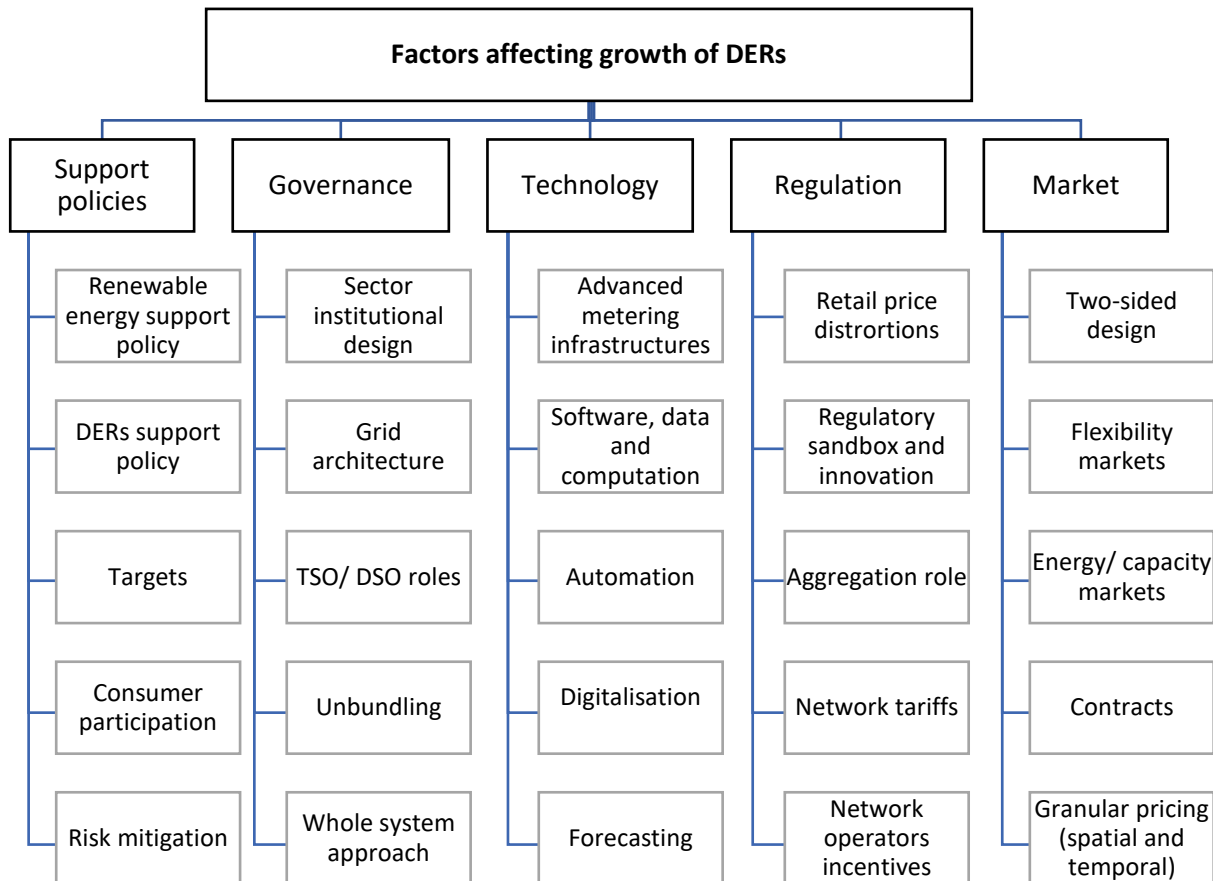 Factors affecting growth of DERs
Support
policies
Governance
Technology
Regulation
Market
Renewable
energy support
policy
Sector
institutional
design
Advanced
metering
infrastructures
Retail price
distrortions
Two-sided
design
DERs support
policy
Grid
architecture
Software, data
and
computation
Regulatory
sandbox and
innovation
Flexibility
markets
Targets
TSO/ DSO roles
Automation
Aggregation role
Energy/ capacity
markets
Consumer
participation
Unbundling
Digitalisation
Network tariffs
Contracts
Risk mitigation
Whole system
approach
Forecasting
Network
operators
incentives
Granular pricing
(spatial and
temporal)